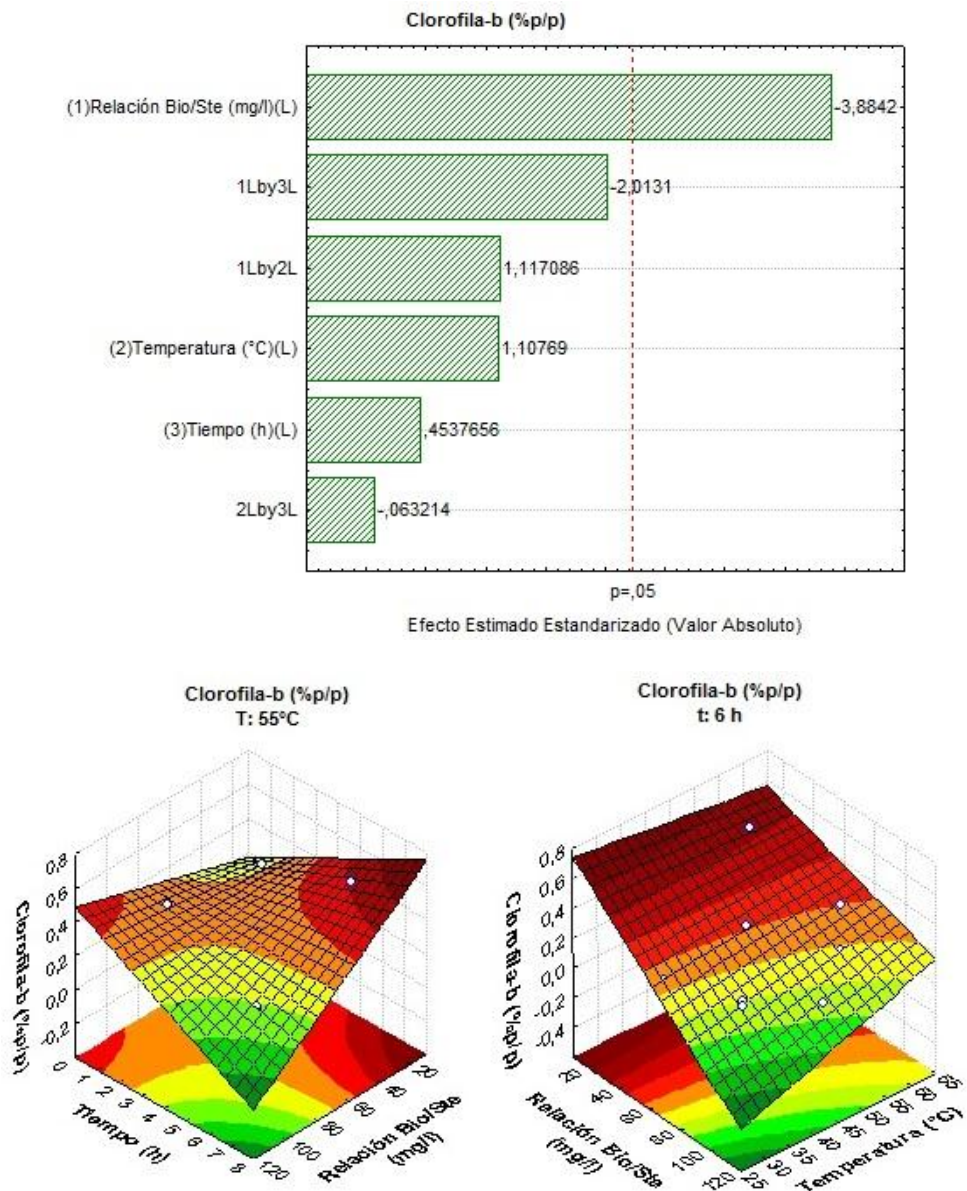 Clorofila-b (%p/p)
(1)Relación Bio/Ste (mg/l)(L)
-3,8842
1Lby3L
-2,0131
1Lby2L
1,117086
(2)Temperatura (°C)(L)
1,10769
(3)Tiempo (h)(L)
,4537656
2Lby3L
-,063214
p=,05
Efecto Estimado Estandarizado (Valor Absoluto)
Clorofila-b (%p/p)
T: 55°C
0,8
0,6
0,4
0,2
0,0
-0,2
Clorofila-b (%p/p)
0
1
2
3
4
5
6
7
8
Tiempo (h)
120
100
20
Relación Bio/Ste
(mg/l)
Clorofila-b (%p/p)
t: 6 h
0,8
0,6
0,4
0,2
0,0
-0,2
-0,4
Clorofila-b (%p/p)
20
40
60
80
100
120
Relación Bio/Ste
(mg/l)
25
30
35
Temperatura (°C)